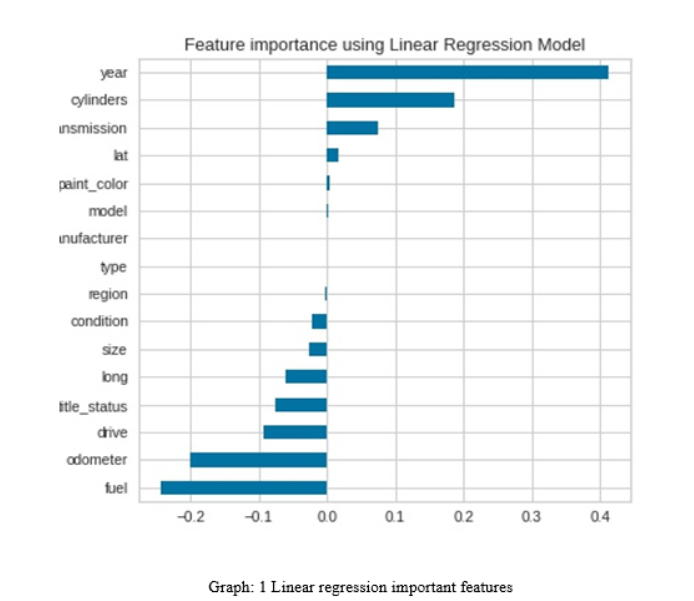 Feature importance using Linear Regression Model
year
cylinders
ansmission
lat
paint_color
model
anufacturer
type
region
condition
size
long
title_status
drive
odometer
fuel
−0.2 −0.1 0.0 0.1 0.2 0.3 0.4
Graph: 1 Linear regression important features